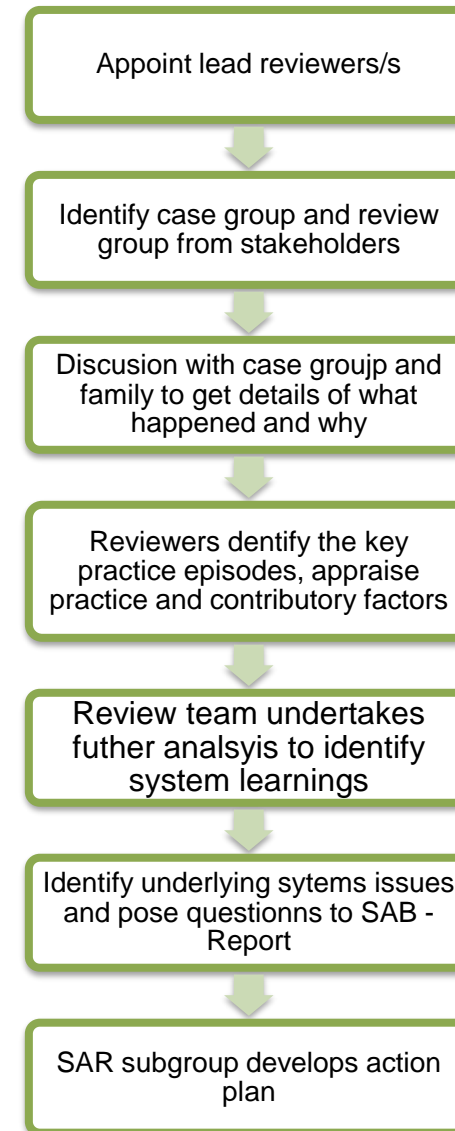 Appoint lead reviewers/s
Identify case group and review
group from stakeholders
Discusion with case groujp and
family to get details of what
happened and why
Reviewers dentify the key
practice episodes, appraise
practice and contributory factors
Review team undertakes
futher analsyis to identify
system learnings
Identify underlying sytems issues
and pose questionns to SAB -
Report
SAR subgroup develops action
plan